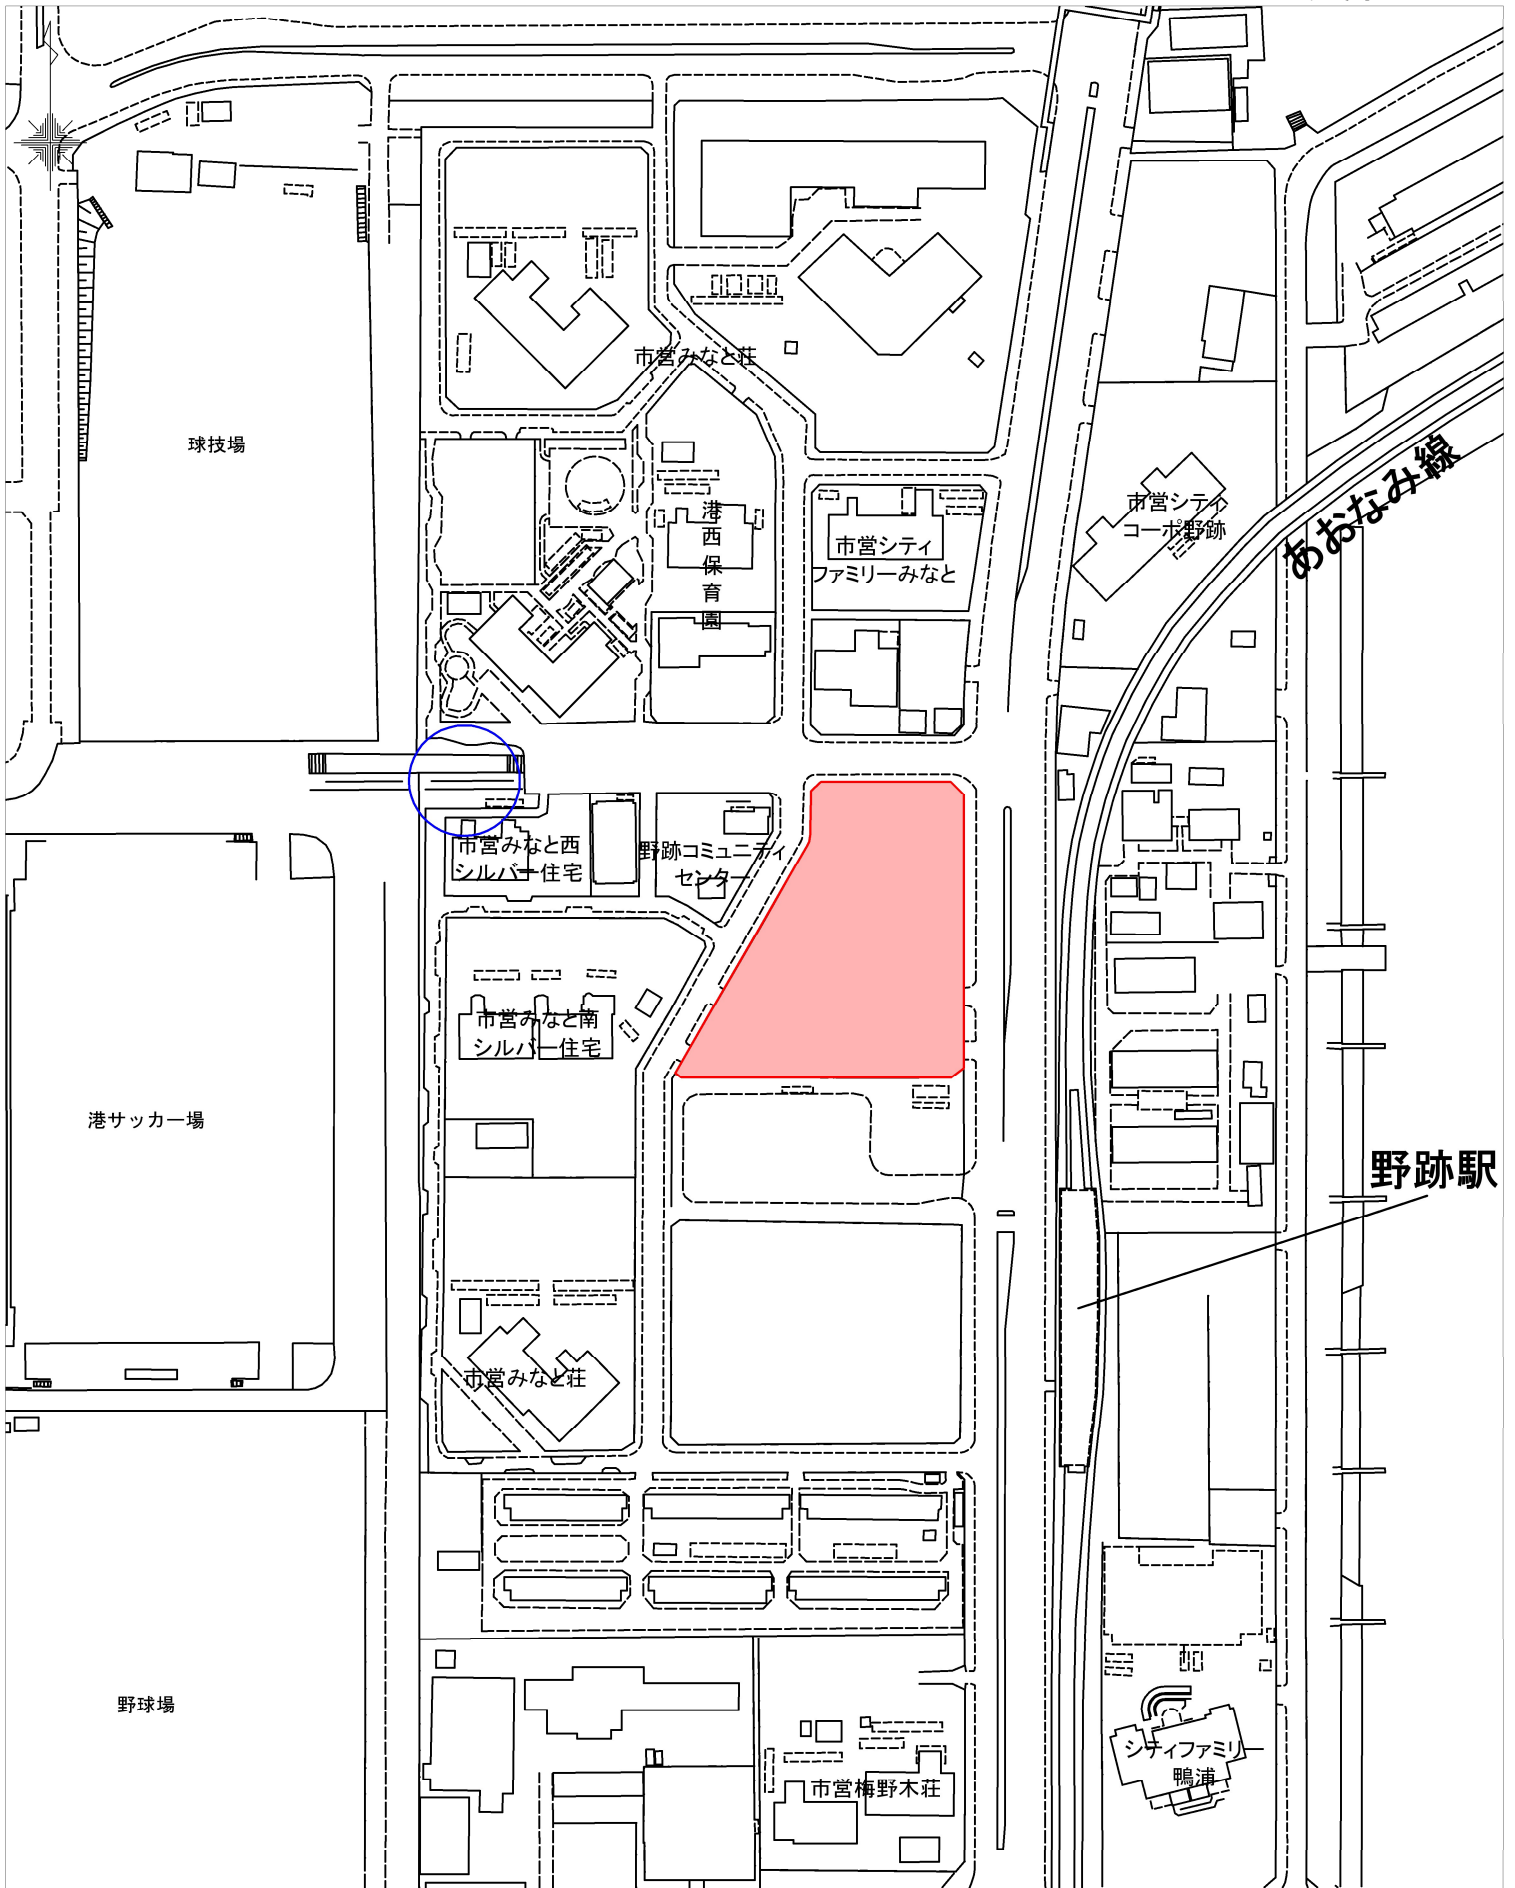 市営みなと荘
球技場
あおなみ線
港西保育園
市営シティ
ファミリーみなと
市営シティ
コーポ野跡
市営みなと西
シルバー住宅
野跡コミュニティ
センター
市営みなと南
シルバー住宅
港サッカー場
野跡駅
市営みなと荘
野球場
シティファミリー
鴨浦
市営梅野木荘